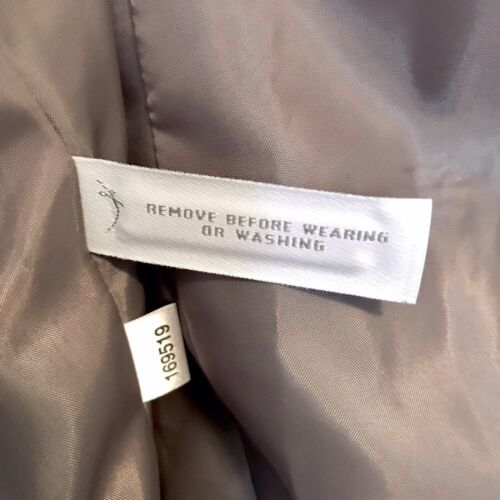 REMOVE BEFORE WEARING
OR WASHING
169519